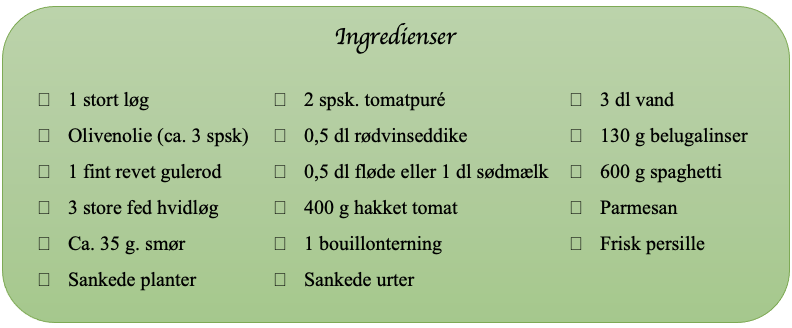 Ingredienser
1 stort løg
Olivenolie (ca. 3 spsk)
1 fint revet gulerod
3 store fed hvidløg
Ca. 35 g. smør
Sankede planter
2 spsk. tomatpuré
0,5 dl rødvinseddike
0,5 dl fløde eller 1 dl sødmælk
400 g hakket tomat
1 bouillonterning
Sankede urter
3 dl vand
130 g belugalinser
600 g spaghetti
Parmesan
Frisk persille